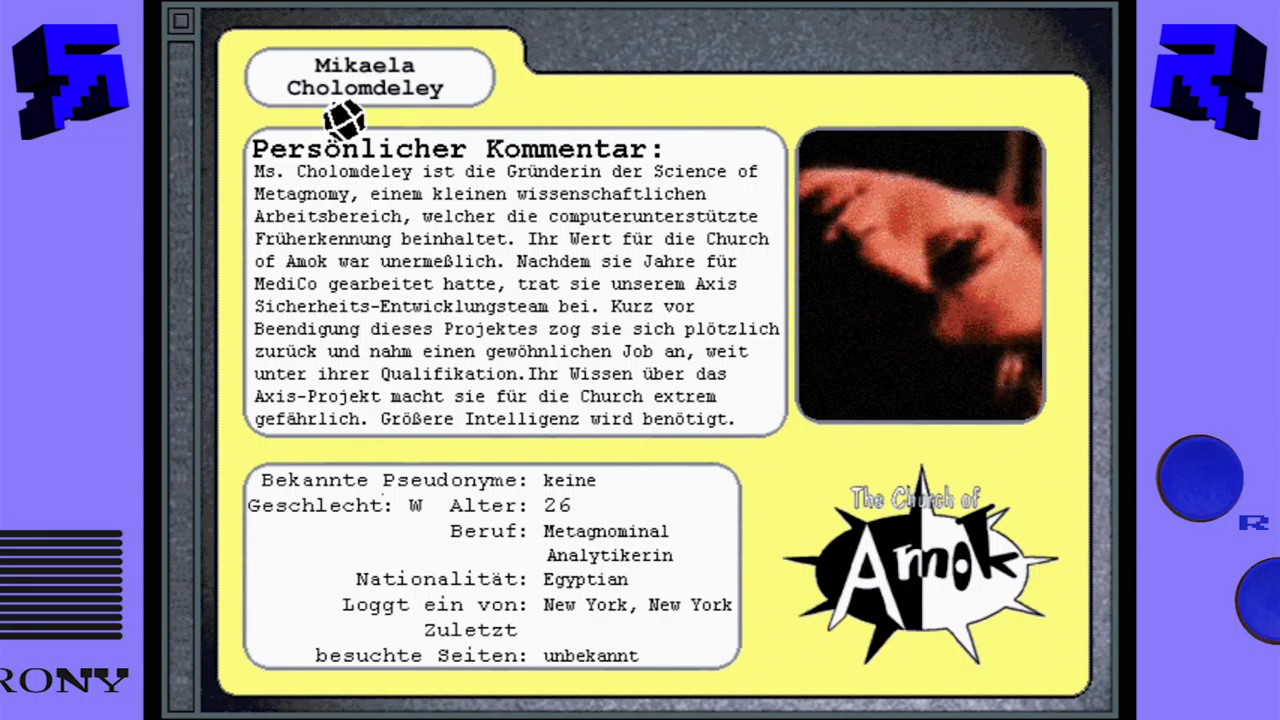 Mikaela
Cholomdeley
Persönlicher Kommentar:
Ms. Cholomdeley ist die Gründerin der Science of
Metagnomy, einem kleinen wissenschaftlichen
Arbeitsbereich, welcher die computerunterstützte
Früherkennung beinhaltet. Ihr Wert für die Church
of Amok war unermeßlich. Nachdem sie Jahre für
MediCo gearbeitet hatte, trat sie unserem Axis
Sicherheits-Entwicklungsteam bei. Kurz vor
Beendigung dieses Projektes zog sie sich plötzlich
zurück und nahm einen gewöhnlichen Job an, weit
unter ihrer Qualifikation.Ihr Wissen über das
Axis-Projekt macht sie für die Church extrem
gefährlich. Größere Intelligenz wird benötigt.
Bekannte Pseudonyme: keine
Geschlecht: W Alter: 26
Beruf: Metagnominal
Analytikerin
Nationalität: Egyptian
Loggt ein von: New York, New York
Zuletzt
besuchte Seiten: unbekannt
The Church of
Amok
RONY
R